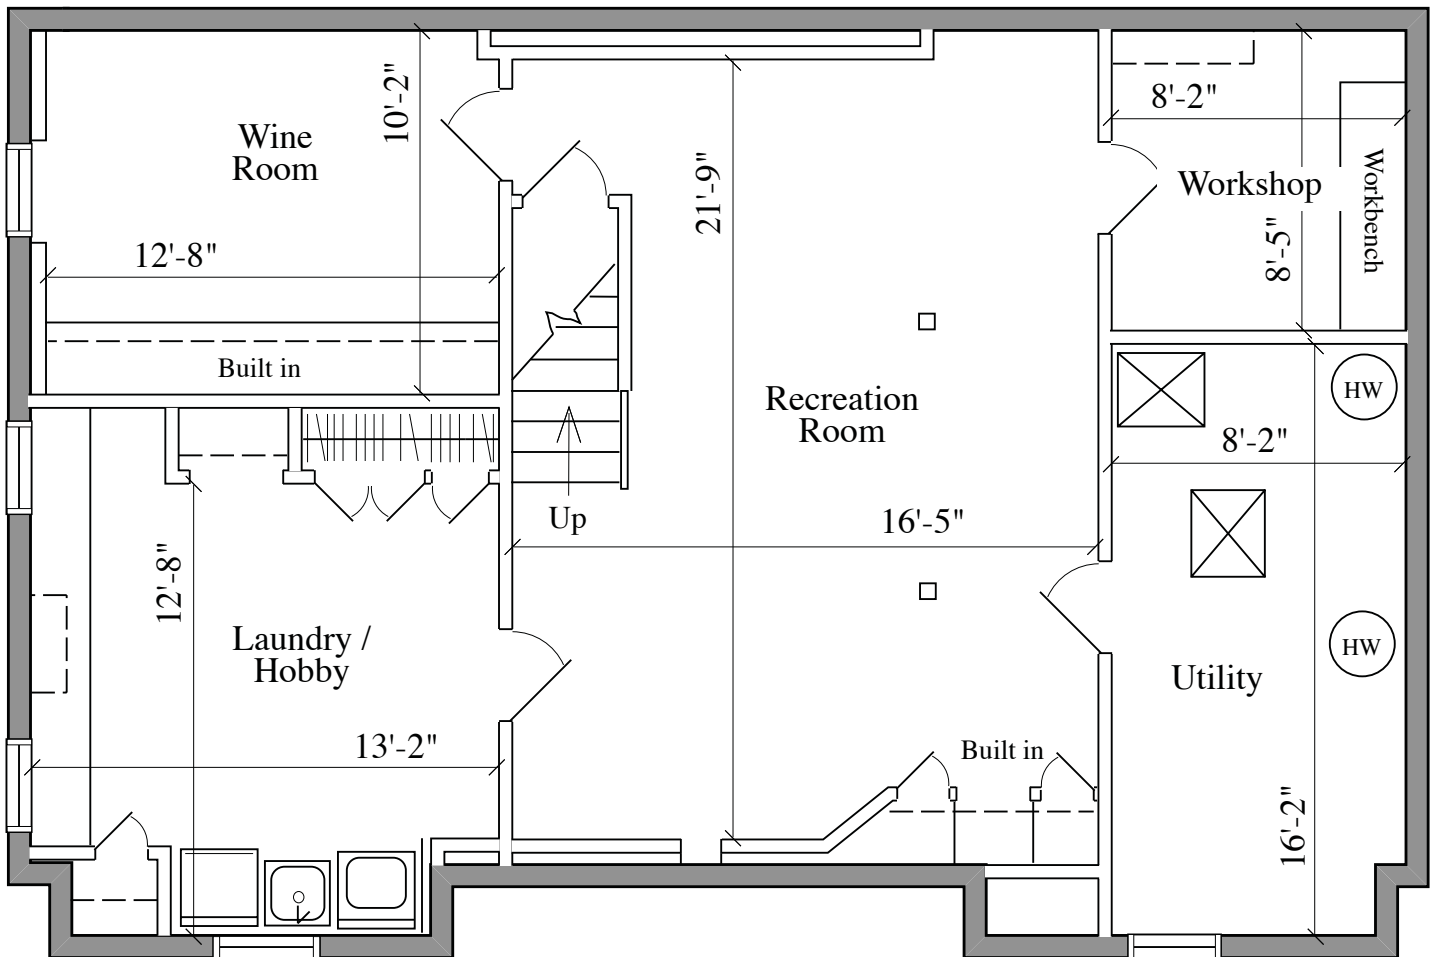 Wine
Room
10'-2"
12'-8"
Built in
21'-9"
8'-2"
Workshop
Workbench
8'-5"
HW
8'-2"
Recreation
Room
Up
16'-5"
12'-8"
Laundry /
Hobby
13'-2"
HW
Utility
Built in
16'-2"